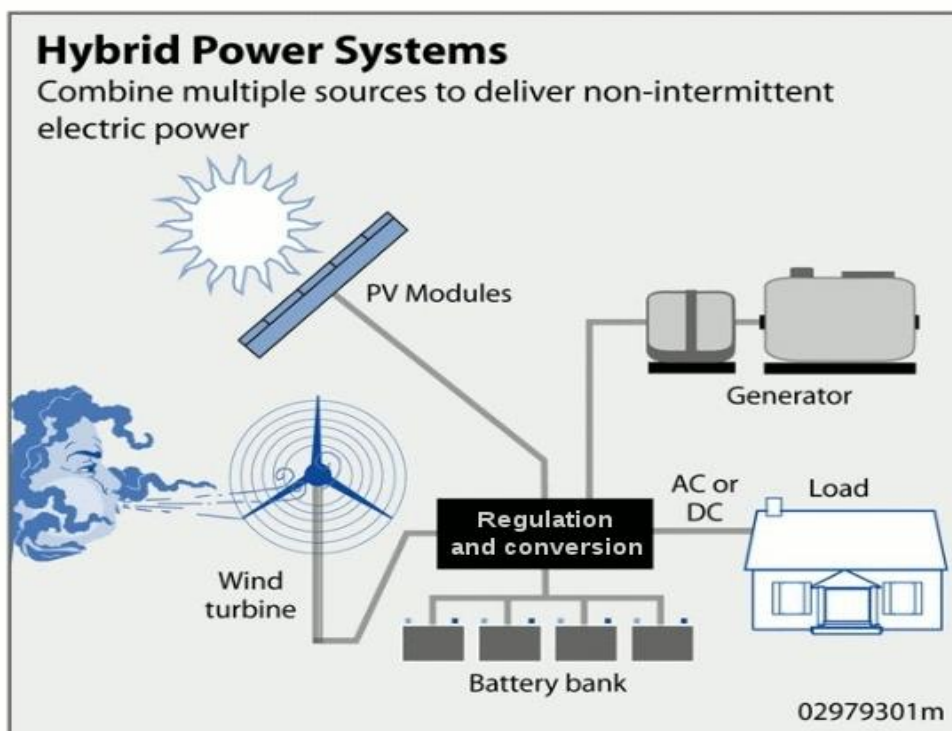 Hybrid Power Systems
Combine multiple sources to deliver non-intermittent
electric power
PV Modules
Generator
AC or
DC
Load
Regulation
and conversion
Wind
turbine
Battery bank
02979301m